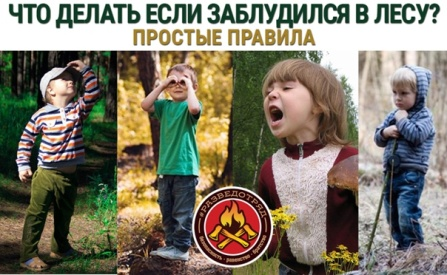 ЧТО ДЕЛАТЬ ЕСЛИ ЗАБЛУДИЛСЯ В ЛЕСУ?
ПРОСТЫЕ ПРАВИЛА
#РАЗВЕДОТРЯД